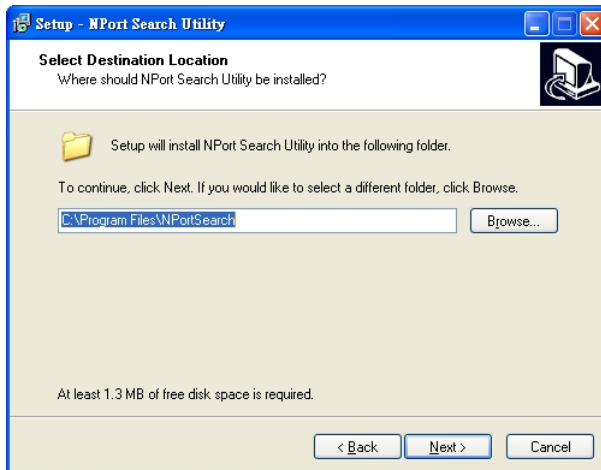 Setup - NPort Search Utility
Select Destination Location
Where should NPort Search Utility be installed?
Setup will install NPort Search Utility into the following folder.
To continue, click Next. If you would like to select a different folder, click Browse.
C:\Program Files\NPortSearch
Browse...
At least 1.3 MB of free disk space is required.
< Back
Next >
Cancel